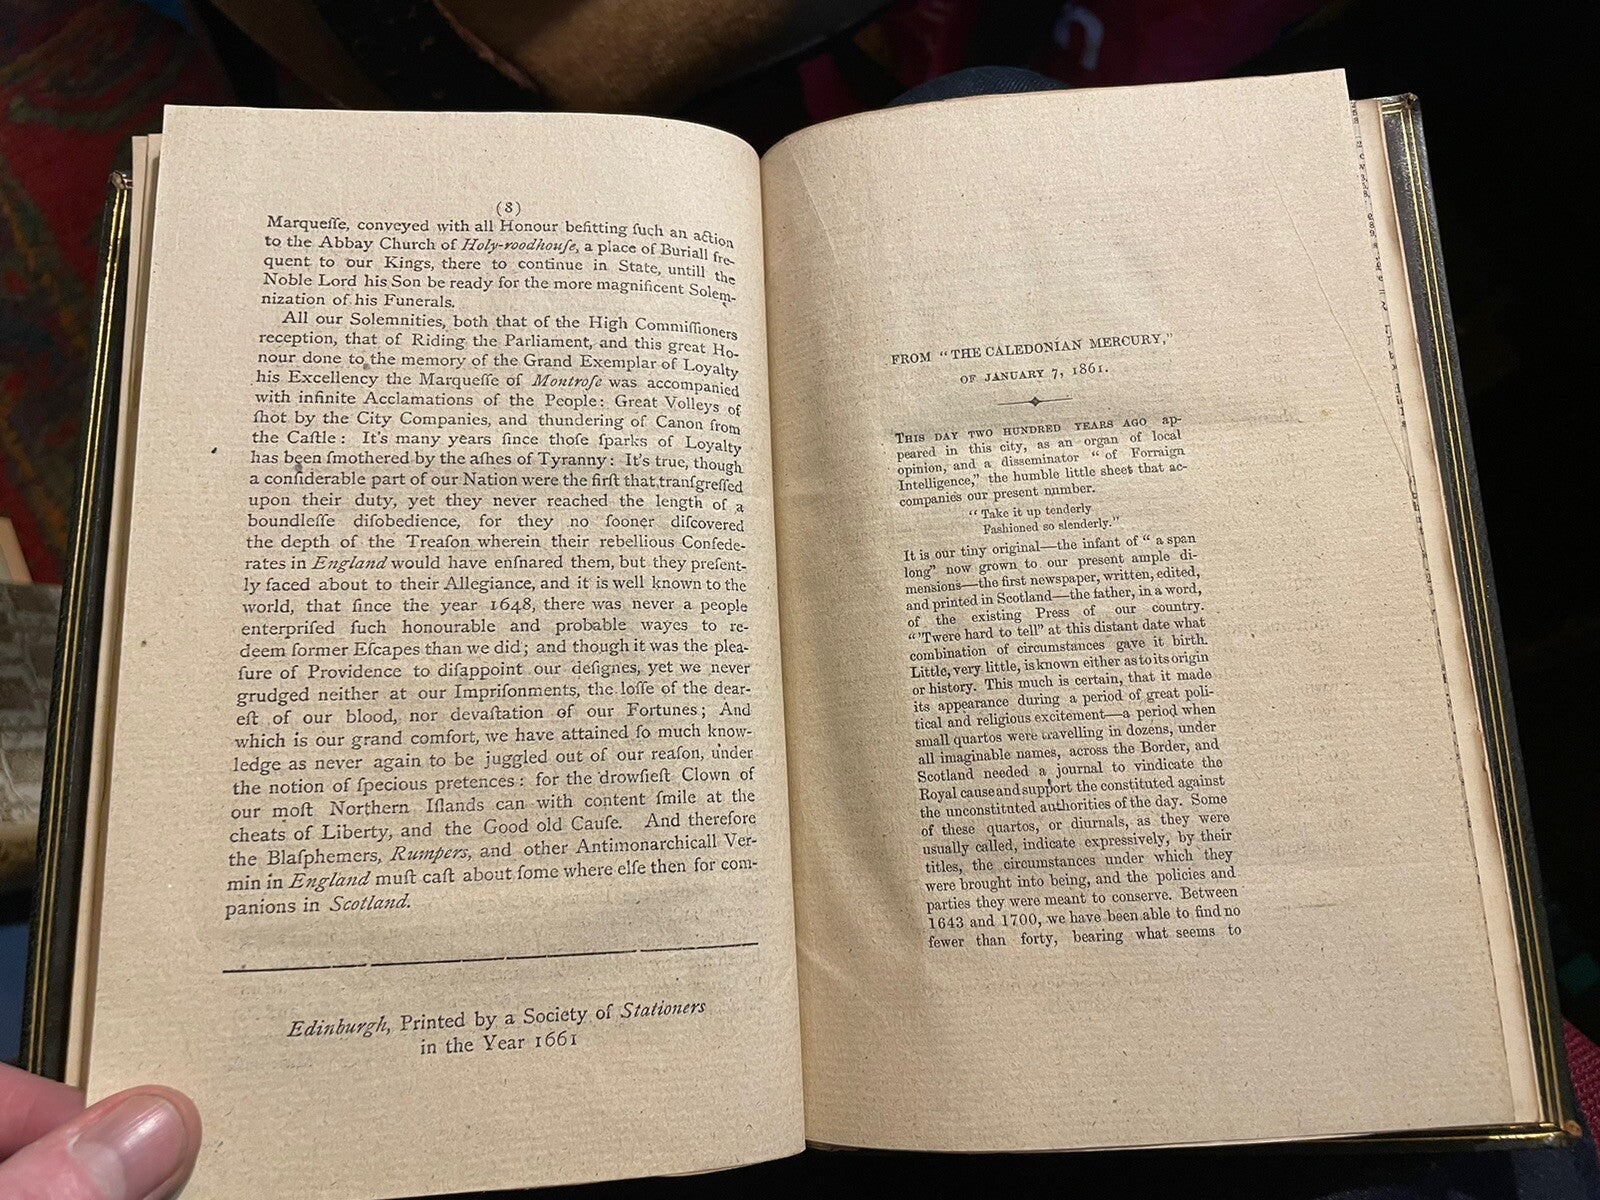 (8)
Marqueſſe, conveyed with all Honour befitting ſuch an action
to the Abbay Church of Holy-roodhouſe, a place of Buriall fre-
quent to our Kings, there to continue in State, untill the
Noble Lord his Son be ready for the more magnificent Solem-
nization of his Funerals.
All our Solemnities, both that of the High Commiſſioners
reception, that of Riding the Parliament, and this great Ho-
nour done to the memory of the Grand Exemplar of Loyalty
his Excellency the Marqueſſe of Montroſe was accompanied
with infinite Acclamations of the People: Great Volleys of
ſhot by the City Companies, and thundering of Canon from
the Caſtle: It's many years ſince thoſe ſparks of Loyalty
has been ſmothered by the aſhes of Tyranny: It's true, though
a conſiderable part of our Nation were the firſt that tranſgreſſed
upon their duty, yet they never reached the length of a
boundleſſe diſobedience, for they no ſooner diſcovered
the depth of the Treaſon wherein their rebellious Confede-
rates in England would have enſnared them, but they preſent-
ly faced about to their Allegiance, and it is well known to the
world, that ſince the year 1648, there was never a people
enterpriſed ſuch honourable and probable wayes to re-
deem former Eſcapes than we did; and though it was the plea-
ſure of Providence to diſappoint our deſignes, yet we never
grudged neither at our Impriſonments, the loſſe of the dear-
eſt of our blood, nor devaſtation of our Fortunes; And
which is our grand comfort, we have attained ſo much know-
ledge as never again to be juggled out of our reaſon, under
the notion of ſpecious pretences: for the drowſieſt Clown of
our moſt Northern Iſlands can with content ſmile at the
cheats of Liberty, and the Good old Cauſe. And therefore
the Blaſphemers, Rumpers, and other Antimonarchicall Ver-
min in England muſt caſt about ſome where elſe then for com-
panions in Scotland.
Edinburgh, Printed by a Society of Stationers
in the Year 1661
FROM "THE CALEDONIAN MERCURY,"
OF JANUARY 7, 1861.
THIS DAY TWO HUNDRED YEARS AGO ap-
peared in this city, as an organ of local
opinion, and a disseminator "of Forraign
Intelligence," the humble little sheet that ac-
companies our present number.
"Take it up tenderly
Fashioned so slenderly."
It is our tiny original—the infant of "a span
long" now grown to our present ample di-
mensions—the first newspaper, written, edited,
and printed in Scotland—the father, in a word,
of the existing Press of our country.
"'Twere hard to tell" at this distant date what
combination of circumstances gave it birth.
Little, very little, is known either as to its origin
or history. This much is certain, that it made
its appearance during a period of great poli-
tical and religious excitement—a period when
small quartos were travelling in dozens, under
all imaginable names, across the Border, and
Scotland needed a journal to vindicate the
Royal cause and support the constituted against
the unconstituted authorities of the day. Some
of these quartos, or diurnals, as they were
usually called, indicate expressively, by their
titles, the circumstances under which they
were brought into being, and the policies and
parties they were meant to conserve. Between
1643 and 1700, we have been able to find no
fewer than forty, bearing what seems to